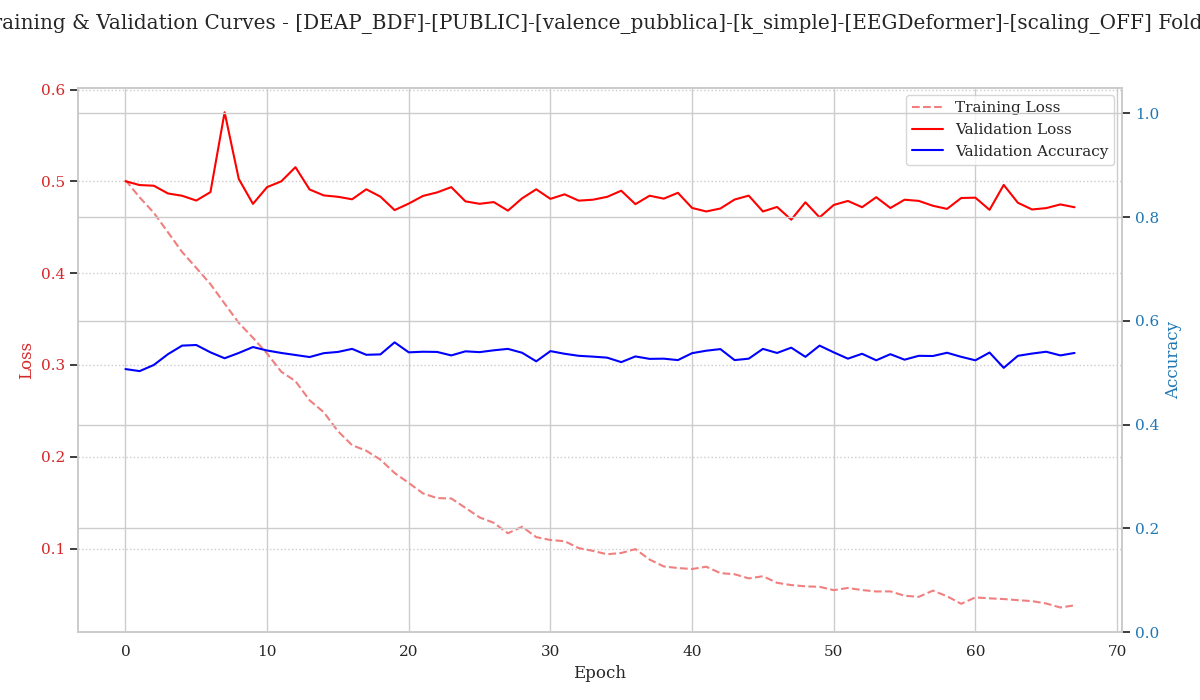 raining & Validation Curves - [DEAP_BDF]-[PUBLIC]-[valence_pubblica]-[k_simple]-[EEGDeformer]-[scaling_OFF] Fold
Training Loss
Validation Loss
Validation Accuracy
0.6
0.5
0.4
0.3
0.2
0.1
Loss
1.0
0.8
0.6
0.4
0.2
0.0
Accuracy
0
10
20
30
40
50
60
70
Epoch